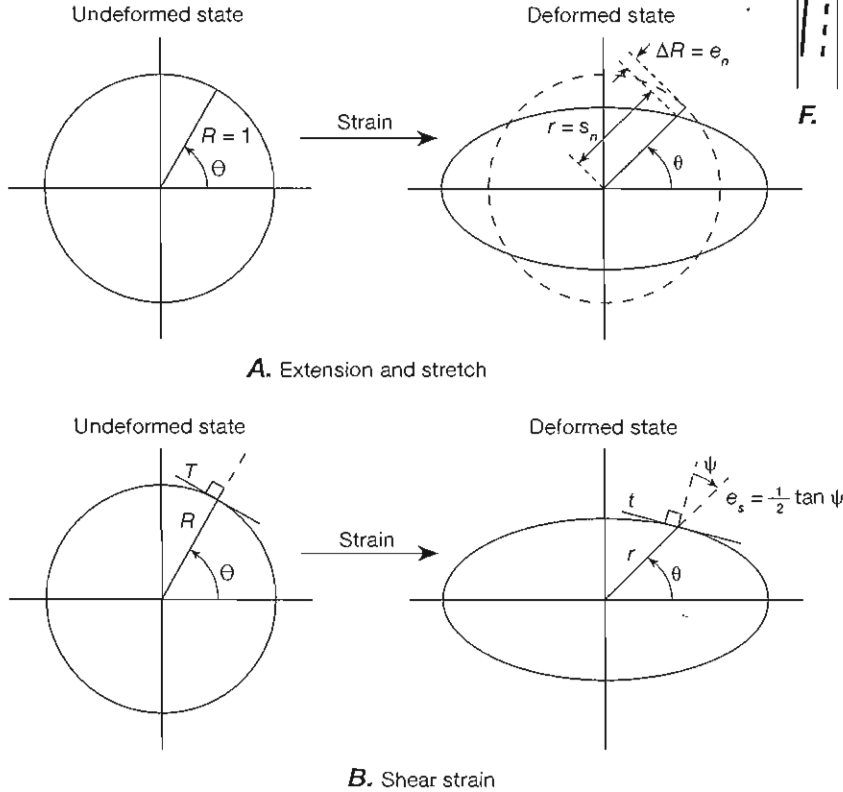 Undeformed state
Deformed state
ΔR = eₙ
R = 1
Θ
Strain
r = sₙ
θ
F.
A. Extension and stretch
Undeformed state
Deformed state
T
R
Θ
Strain
t
ψ
eₛ = ½ tan ψ
r
θ
B. Shear strain